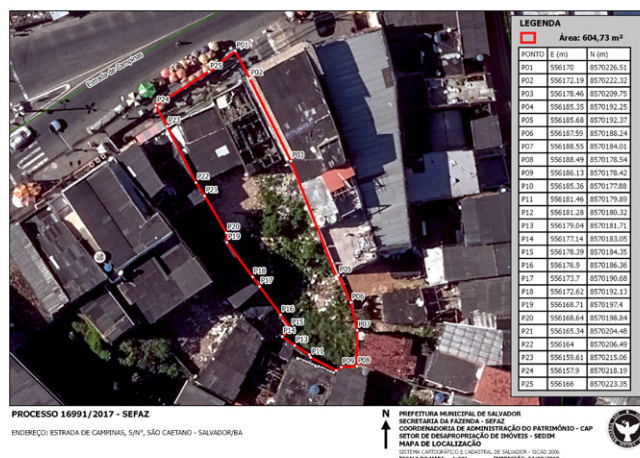 Estrada de Campinas
P01
P25
P02
P24
P23
P03
P22
P21
P20
P19
P18
P17
P05
P06
P16
P15
P07
P14
P11
P09 P08
LEGENDA
Área: 604,73 m²
PONTO E (m) N (m)
P01 556170 8570226.51
P02 556172.19 8570222.32
P03 556178.46 8570209.75
P04 556185.35 8570192.25
P05 556185.68 8570192.37
P06 556187.59 8570188.24
P07 556188.55 8570184.01
P08 556188.49 8570178.54
P09 556186.13 8570178.42
P10 556185.36 8570177.88
P11 556181.46 8570179.89
P12 556181.28 8570180.32
P13 556179.04 8570181.71
P14 556177.14 8570183.05
P15 556178.39 8570184.35
P16 556176.9 8570186.36
P17 556173.7 8570190.68
P18 556172.62 8570192.13
P19 556168.71 8570197.4
P20 556168.64 8570198.84
P21 556165.34 8570204.48
P22 556164 8570206.49
P23 556159.61 8570215.06
P24 556157.9 8570218.19
P25 556166 8570223.35
PROCESSO 16991/2017 - SEFAZ
ENDEREÇO: ESTRADA DE CAMPINAS, S/Nº, SÃO CAETANO - SALVADOR/BA
N
PREFEITURA MUNICIPAL DE SALVADOR
SECRETARIA DA FAZENDA - SEFAZ
COORDENADORIA DE ADMINISTRAÇÃO DO PATRIMÔNIO - CAP
SETOR DE DESAPROPRIAÇÃO DE IMÓVEIS - SEDIM
MAPA DE LOCALIZAÇÃO
SISTEMA CARTOGRÁFICO E CADASTRAL DE SALVADOR - SICAD 2006